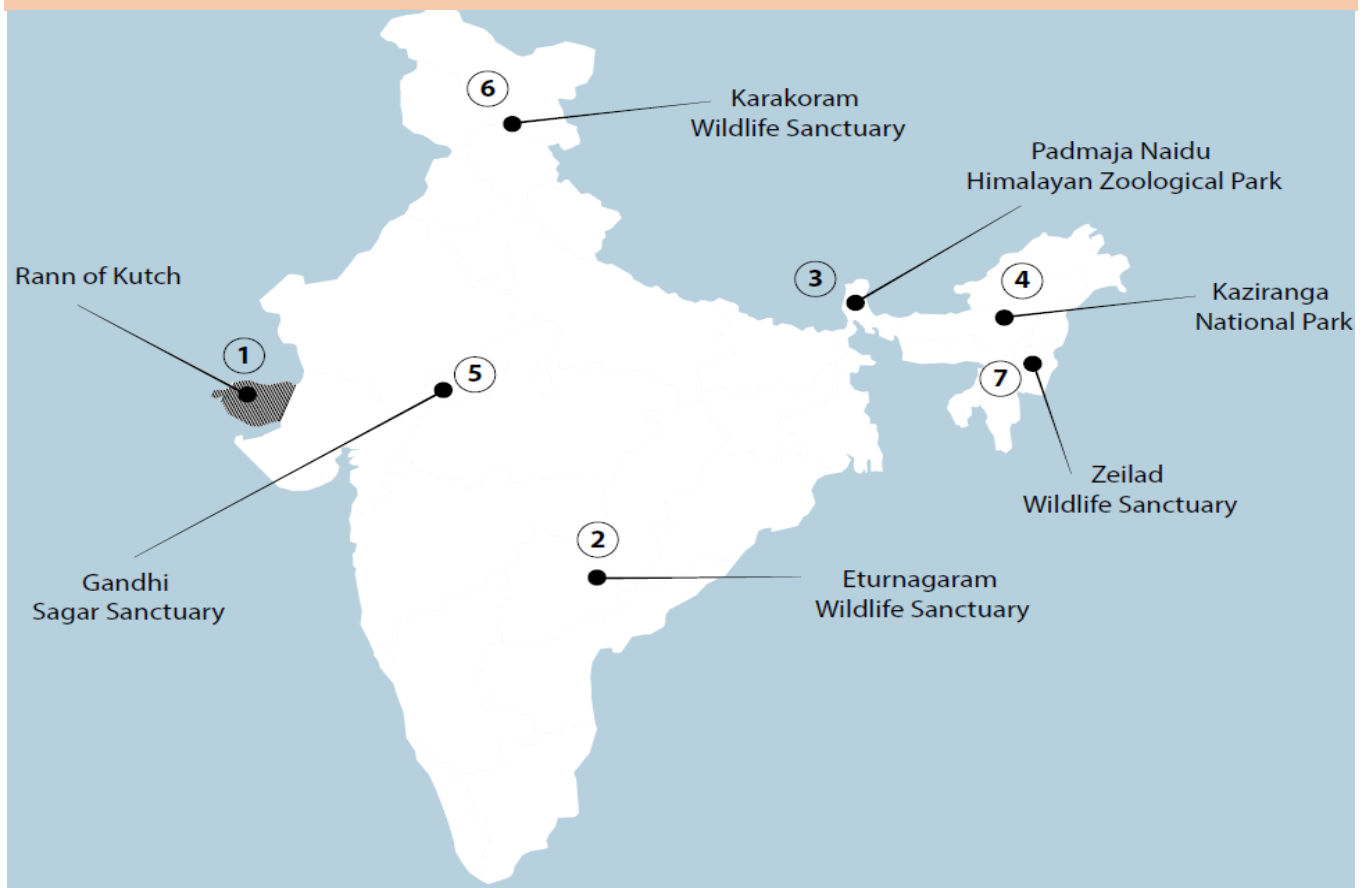 6
Karakoram
Wildlife Sanctuary
Padmaja Naidu
Himalayan Zoological Park
Rann of Kutch
3
4
Kaziranga
National Park
1
5
7
Zeilad
Wildlife Sanctuary
2
Gandhi
Sagar Sanctuary
Eturnagaram
Wildlife Sanctuary